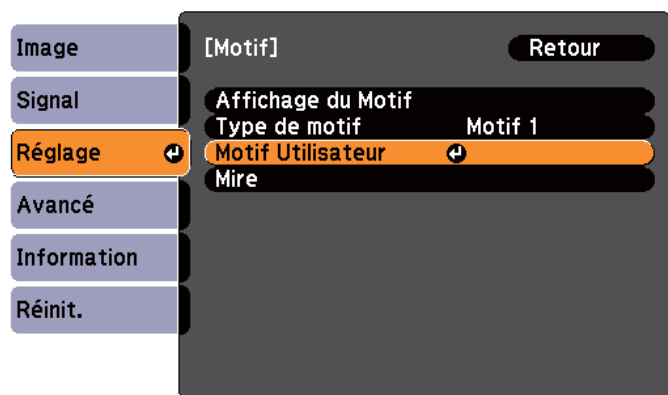 Image
Signal
Réglage
Avancé
Information
Réinit.
[Motif] Retour
Affichage du Motif
Type de motif Motif 1
Motif Utilisateur
Mire